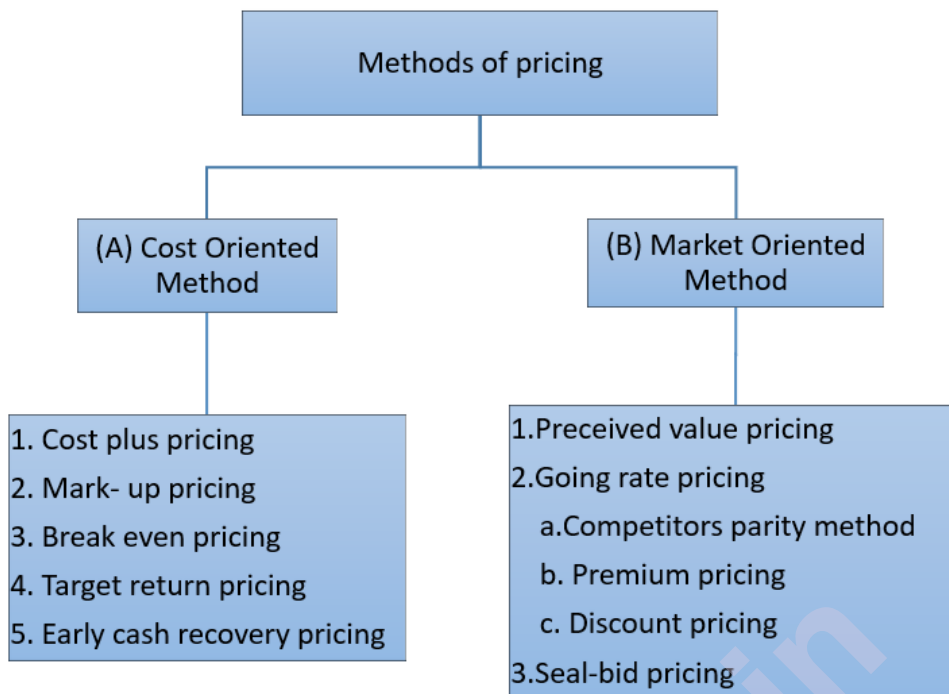 Methods of pricing
(A) Cost Oriented
Method
(B) Market Oriented
Method
1. Cost plus pricing
2. Mark- up pricing
3. Break even pricing
4. Target return pricing
5. Early cash recovery pricing
1.Preceived value pricing
2.Going rate pricing
a.Competitors parity method
b. Premium pricing
c. Discount pricing
3.Seal-bid pricing
in